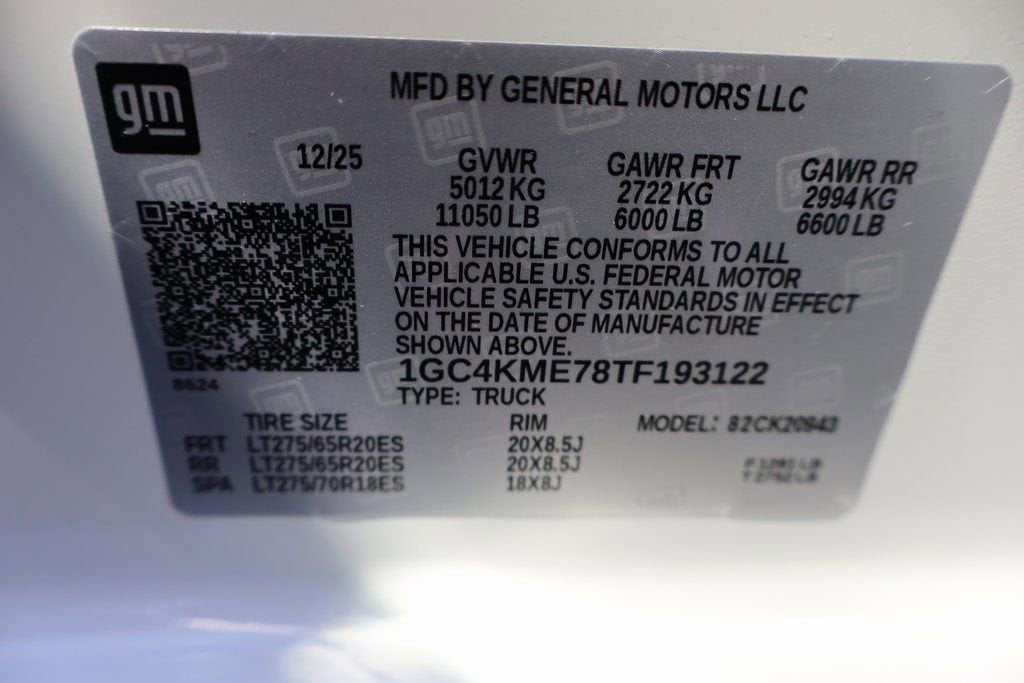 gm
MFD BY GENERAL MOTORS LLC
12/25 GVWR GAWR FRT GAWR RR
5012 KG 2722 KG 2994 KG
11050 LB 6000 LB 6600 LB
THIS VEHICLE CONFORMS TO ALL
APPLICABLE U.S. FEDERAL MOTOR
VEHICLE SAFETY STANDARDS IN EFFECT
ON THE DATE OF MANUFACTURE
SHOWN ABOVE.
8624
1GC4KME78TF193122
TYPE: TRUCK
TIRE SIZE RIM MODEL:
FRT LT275/65R20ES 20X8.5J
RR LT275/65R20ES 20X8.5J
SPA LT275/70R18ES 18X8J